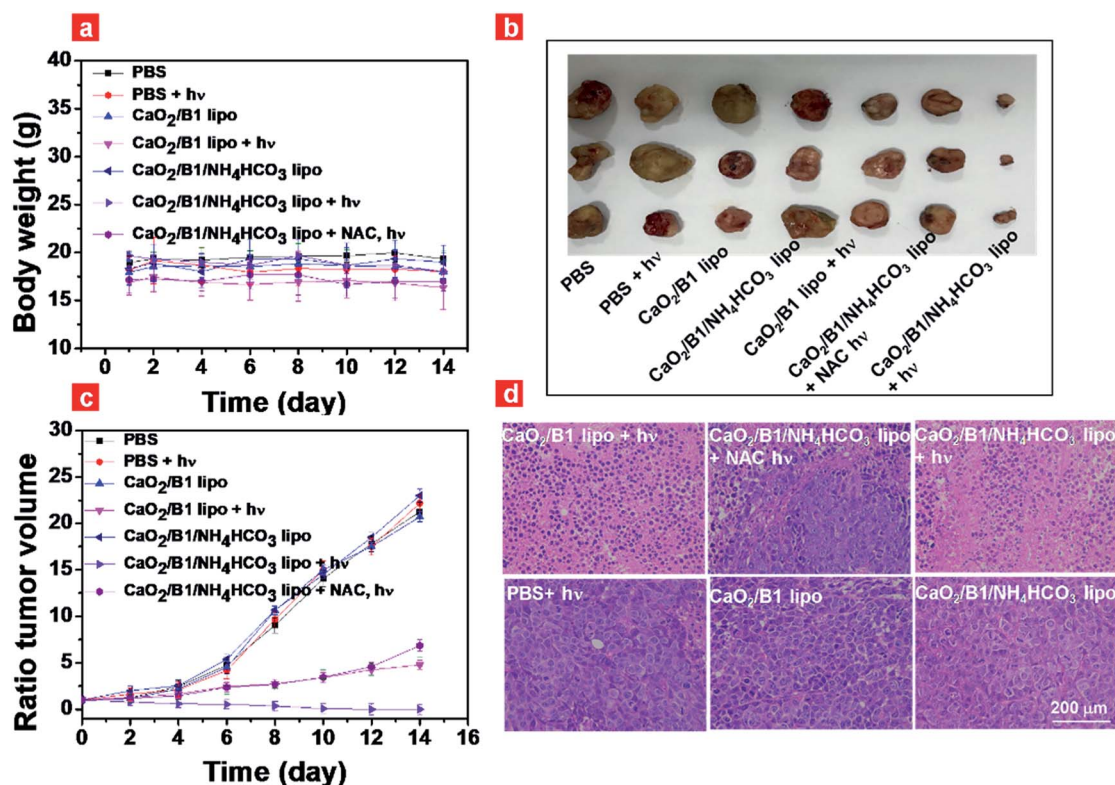 a
Body weight (g)
40
35
30
25
20
15
10
PBS
PBS + hν
CaO₂/B1 lipo
CaO₂/B1 lipo + hν
CaO₂/B1/NH₄HCO₃ lipo
CaO₂/B1/NH₄HCO₃ lipo + hν
CaO₂/B1/NH₄HCO₃ lipo + NAC, hν
0 2 4 6 8 10 12 14
Time (day)
b
PBS
PBS + hν
CaO₂/B1 lipo
CaO₂/B1/NH₄HCO₃ lipo
CaO₂/B1 lipo + hν
CaO₂/B1/NH₄HCO₃ lipo
+ NAC hν
CaO₂/B1/NH₄HCO₃ lipo
+ hν
c
Ratio tumor volume
30
25
20
15
10
5
0
PBS
PBS + hν
CaO₂/B1 lipo
CaO₂/B1 lipo + hν
CaO₂/B1/NH₄HCO₃ lipo
CaO₂/B1/NH₄HCO₃ lipo + hν
CaO₂/B1/NH₄HCO₃ lipo + NAC, hν
0 2 4 6 8 10 12 14 16
Time (day)
d
CaO₂/B1 lipo + hν
CaO₂/B1/NH₄HCO₃ lipo
+ NAC hν
CaO₂/B1/NH₄HCO₃ lipo
+ hν
PBS+ hν
CaO₂/B1 lipo
CaO₂/B1/NH₄HCO₃ lipo
200 μm